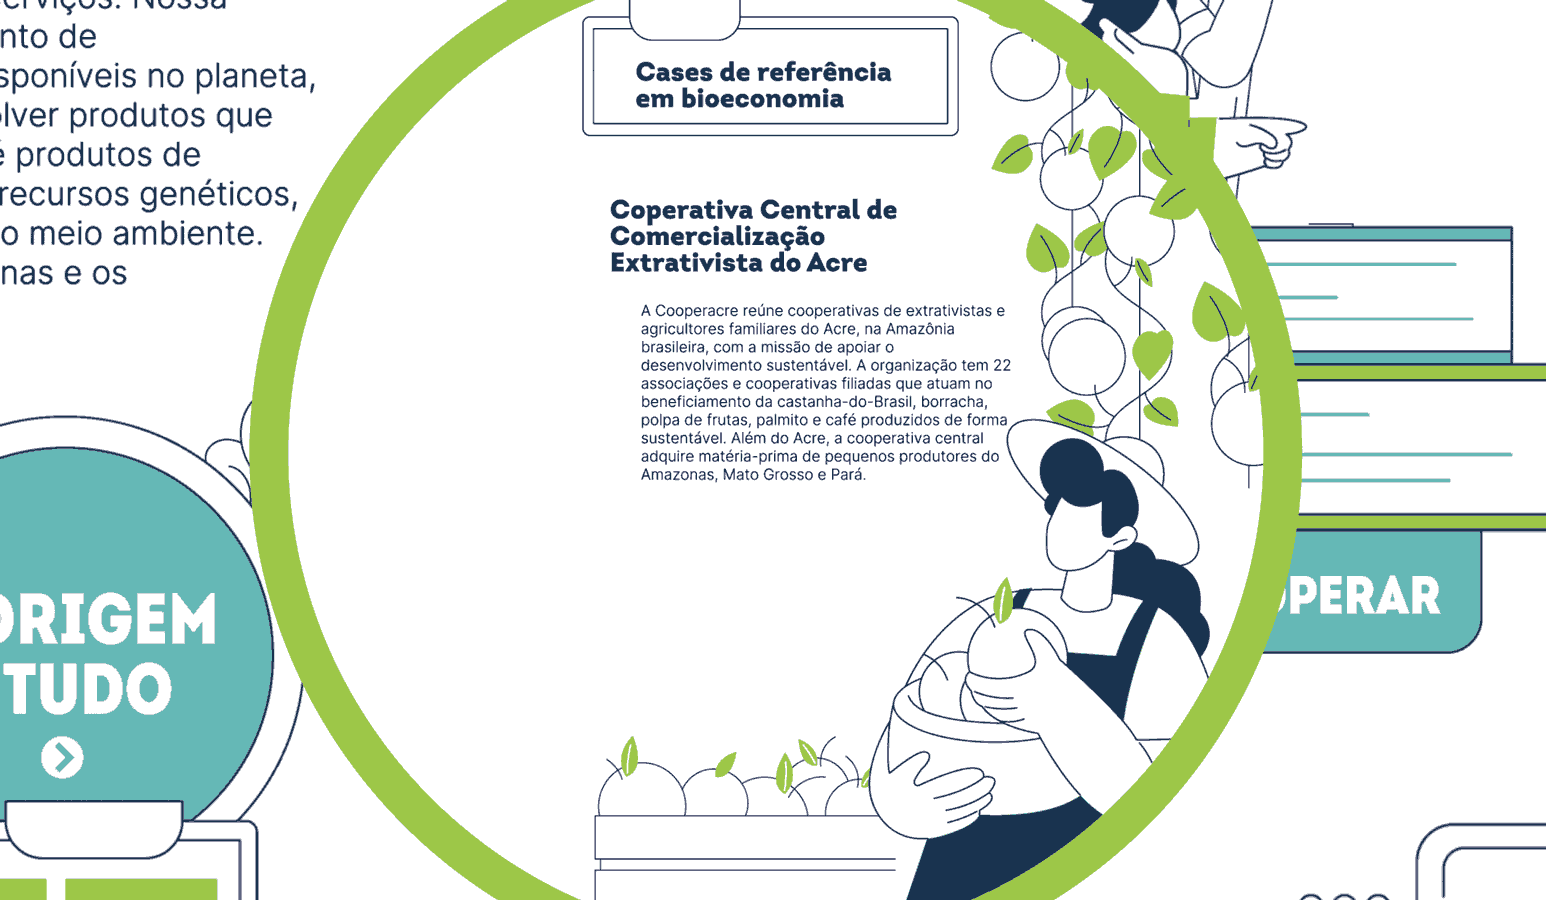 erviços. Nossa
nto de
sponíveis no planeta,
lver produtos que
é produtos de
recursos genéticos,
o meio ambiente.
nas e os
Cases de referência
em bioeconomia
Coperativa Central de
Comercialização
Extrativista do Acre
A Cooperacre reúne cooperativas de extrativistas e
agricultores familiares do Acre, na Amazônia
brasileira, com a missão de apoiar o
desenvolvimento sustentável. A organização tem 22
associações e cooperativas filiadas que atuam no
beneficiamento da castanha-do-Brasil, borracha,
polpa de frutas, palmito e café produzidos de forma
sustentável. Além do Acre, a cooperativa central
adquire matéria-prima de pequenos produtores do
Amazonas, Mato Grosso e Pará.
ORIGEM
TUDO
OPERAR